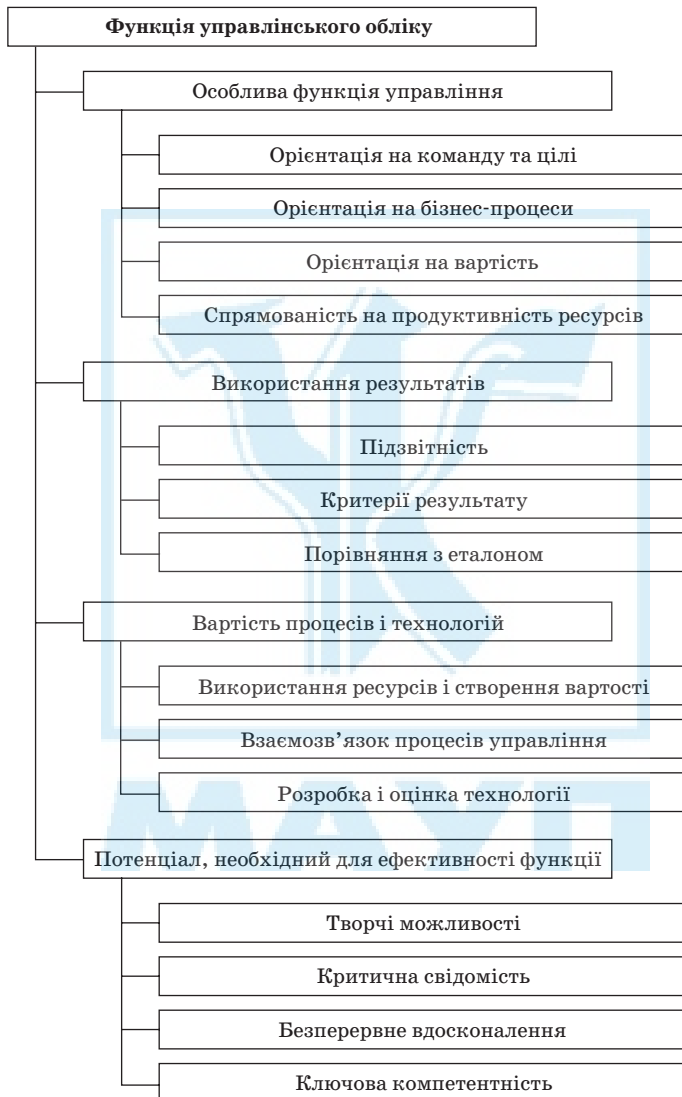 Функція управлінського обліку
Особлива функція управління
Орієнтація на команду та цілі
Орієнтація на бізнес-процеси
Орієнтація на вартість
Спрямованість на продуктивність ресурсів
Використання результатів
Підзвітність
Критерії результату
Порівняння з еталоном
Вартість процесів і технологій
Використання ресурсів і створення вартості
Взаємозв’язок процесів управління
Розробка і оцінка технології
МАУП
Потенціал, необхідний для ефективності функції
Творчі можливості
Критична свідомість
Безперервне вдосконалення
Ключова компетентність